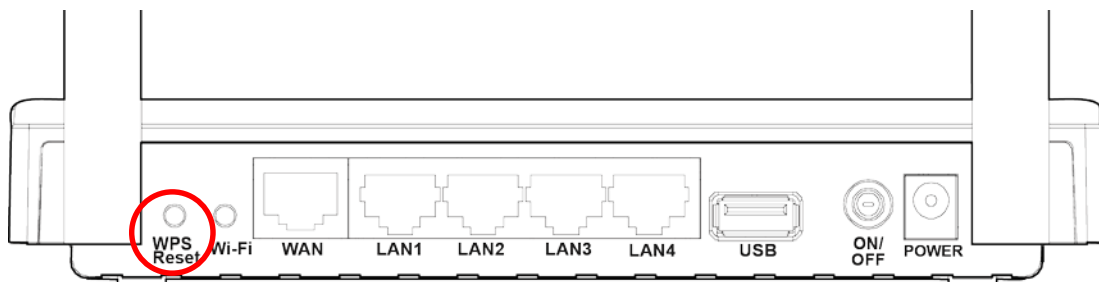 WPS
Reset
Wi-Fi
WAN
LAN1
LAN2
LAN3
LAN4
USB
ON/
OFF
POWER